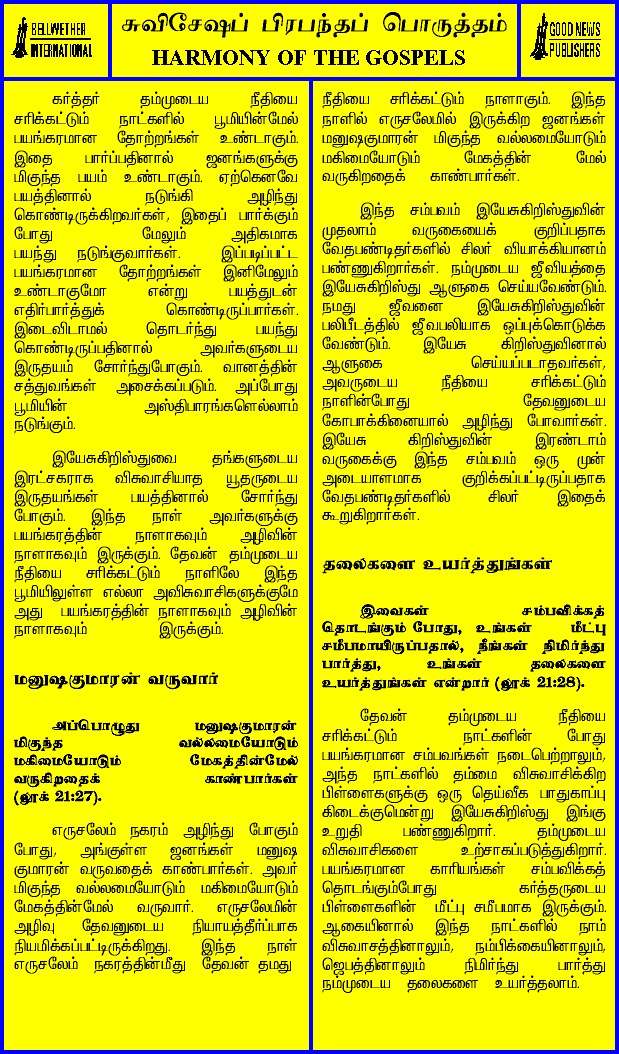 BELLWETHER
INTERNATIONAL
சுவிசேஷப் பிரபந்தப் பொருத்தம்
HARMONY OF THE GOSPELS
GOOD NEWS
PUBLISHERS
கர்த்தர் தம்முடைய நீதியை
சரிக்கட்டும் நாட்களில் பூமியின்மேல்
பயங்கரமான தோற்றங்கள் உண்டாகும்.
இதை பார்ப்பதினால் ஜனங்களுக்கு
மிகுந்த பயம் உண்டாகும். ஏற்கெனவே
பயத்தினால் நடுங்கி அழிந்து
கொண்டிருக்கிறவர்கள், இதைப் பார்க்கும்
போது மேலும் அதிகமாக
பயந்து நடுங்குவார்கள். இப்படிப்பட்ட
பயங்கரமான தோற்றங்கள் இனிமேலும்
உண்டாகுமோ என்று பயத்துடன்
எதிர்பார்த்துக் கொண்டிருப்பார்கள்.
இடைவிடாமல் தொடர்ந்து பயந்து
கொண்டிருப்பதினால் அவர்களுடைய
இருதயம் சோர்ந்துபோகும். வானத்தின்
சத்துவங்கள் அசைக்கப்படும். அப்போது
பூமியின் அஸ்திபாரங்களெல்லாம்
நடுங்கும்.
இயேசுகிறிஸ்துவை தங்களுடைய
இரட்சகராக விசுவாசியாத யூதருடைய
இருதயங்கள் பயத்தினால் சோர்ந்து
போகும். இந்த நாள் அவர்களுக்கு
பயங்கரத்தின் நாளாகவும் அழிவின்
நாளாகவும் இருக்கும். தேவன் தம்முடைய
நீதியை சரிக்கட்டும் நாளிலே இந்த
பூமியிலுள்ள எல்லா அவிசுவாசிகளுக்குமே
அது பயங்கரத்தின் நாளாகவும் அழிவின்
நாளாகவும் இருக்கும்.
மனுஷகுமாரன் வருவார்
அப்பொழுது மனுஷகுமாரன்
மிகுந்த வல்லமையோடும்
மகிமையோடும் மேகத்தின்மேல்
வருகிறதைக் காண்பார்கள்
(லூக் 21:27).
எருசலேம் நகரம் அழிந்து போகும்
போது, அங்குள்ள ஜனங்கள் மனுஷ
குமாரன் வருவதைக் காண்பார்கள். அவர்
மிகுந்த வல்லமையோடும் மகிமையோடும்
மேகத்தின்மேல் வருவார். எருசலேமின்
அழிவு தேவனுடைய நியாயத்தீர்ப்பாக
நியமிக்கப்பட்டிருக்கிறது. இந்த நாள்
எருசலேம் நகரத்தின்மீது தேவன் தமது
நீதியை சரிக்கட்டும் நாளாகும். இந்த
நாளில் எருசலேமில் இருக்கிற ஜனங்கள்
மனுஷகுமாரன் மிகுந்த வல்லமையோடும்
மகிமையோடும் மேகத்தின் மேல்
வருகிறதைக் காண்பார்கள்.
இந்த சம்பவம் இயேசுகிறிஸ்துவின்
முதலாம் வருகையைக் குறிப்பதாக
வேதபண்டிதர்களில் சிலர் வியாக்கியானம்
பண்ணுகிறார்கள். நம்முடைய ஜீவியத்தை
இயேசுகிறிஸ்து ஆளுகை செய்யவேண்டும்.
நமது ஜீவனை இயேசுகிறிஸ்துவின்
பலிபீடத்தில் ஜீவபலியாக ஒப்புக்கொடுக்க
வேண்டும். இயேசு கிறிஸ்துவினால்
ஆளுகை செய்யப்படாதவர்கள்,
அவருடைய நீதியை சரிக்கட்டும்
நாளின்போது தேவனுடைய
கோபாக்கினையால் அழிந்து போவார்கள்.
இயேசு கிறிஸ்துவின் இரண்டாம்
வருகைக்கு இந்த சம்பவம் ஒரு முன்
அடையாளமாக குறிக்கப்பட்டிருப்பதாக
வேதபண்டிதர்களில் சிலர் இதைக்
கூறுகிறார்கள்.
தலைகளை உயர்த்துங்கள்
இவைகள் சம்பவிக்கத்
தொடங்கும் போது, உங்கள் மீட்பு
சமீபமாயிருப்பதால், நீங்கள் நிமிர்ந்து
பார்த்து, உங்கள் தலைகளை
உயர்த்துங்கள் என்றார் (லூக் 21:28).
தேவன் தம்முடைய நீதியை
சரிக்கட்டும் நாட்களின் போது
பயங்கரமான சம்பவங்கள் நடைபெற்றாலும்,
அந்த நாட்களில் தம்மை விசுவாசிக்கிற
பிள்ளைகளுக்கு ஒரு தெய்வீக பாதுகாப்பு
கிடைக்குமென்று இயேசுகிறிஸ்து இங்கு
உறுதி பண்ணுகிறார். தம்முடைய
விசுவாசிகளை உற்சாகப்படுத்துகிறார்.
பயங்கரமான காரியங்கள் சம்பவிக்கத்
தொடங்கும்போது கர்த்தருடைய
பிள்ளைகளின் மீட்பு சமீபமாக இருக்கும்.
ஆகையினால் இந்த நாட்களில் நாம்
விசுவாசத்தினாலும், நம்பிக்கையினாலும்,
ஜெபத்தினாலும் நிமிர்ந்து பார்த்து
நம்முடைய தலைகளை உயர்த்தலாம்.